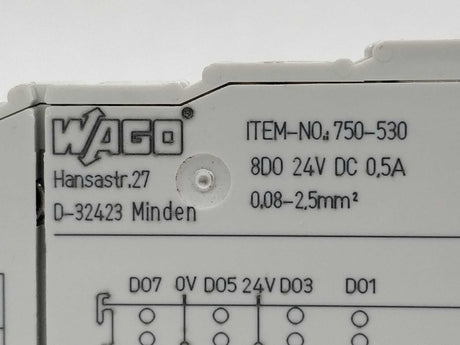 WAGO®
Hansastr.27
D-32423 Minden
ITEM-NO.: 750-530
8DO 24V DC 0,5A
0,08-2,5mm²
DO7 0V DO5 24V DO3 DO1